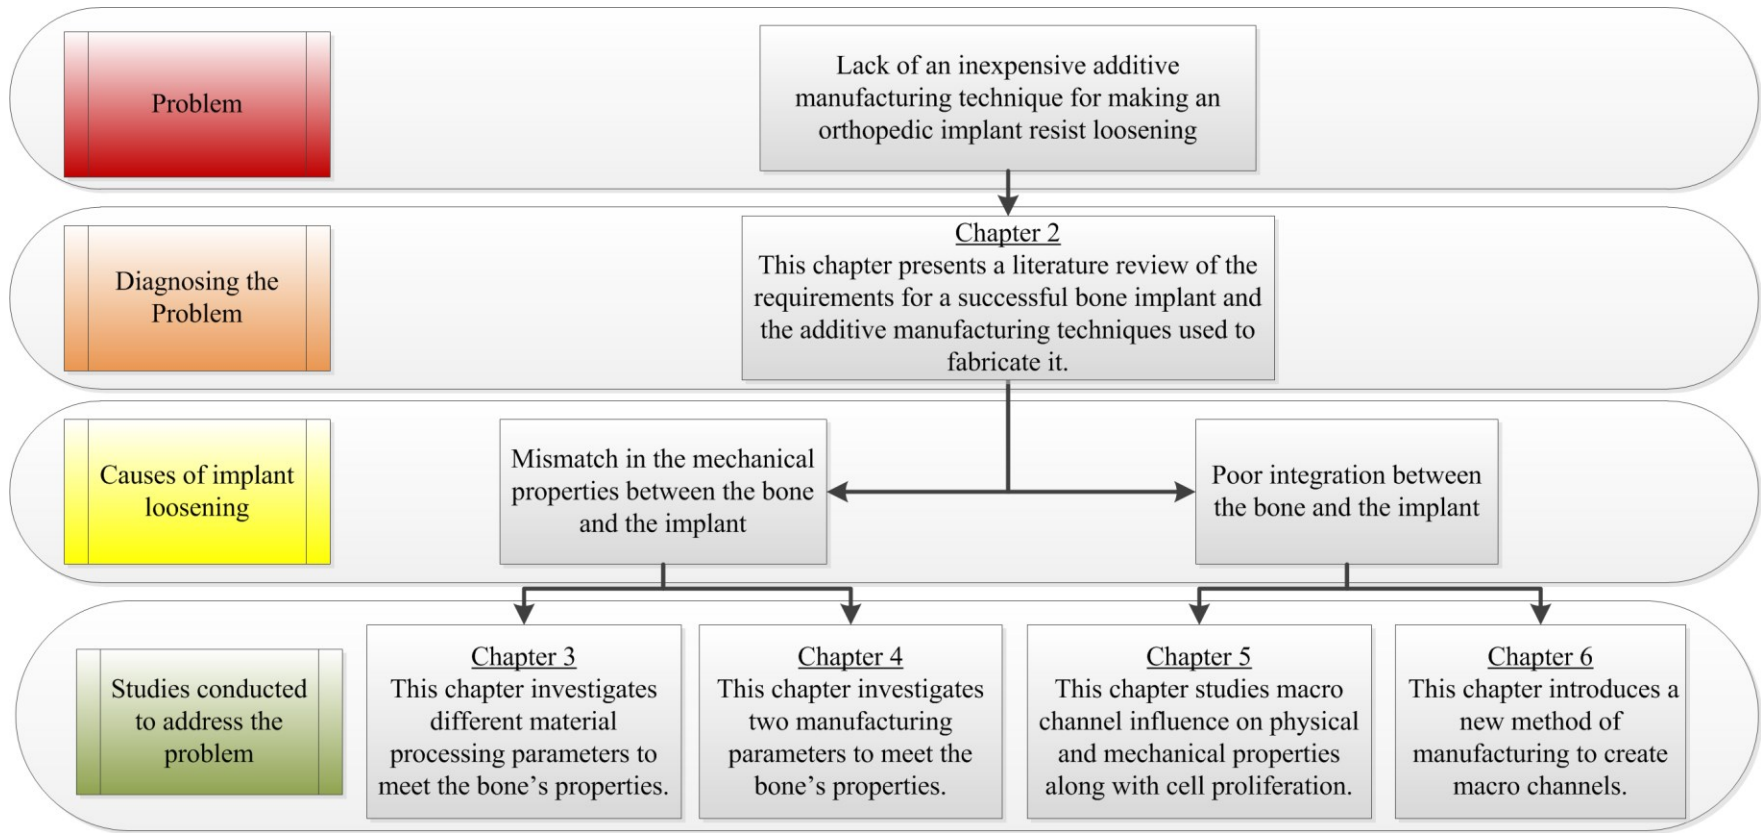 Problem
Lack of an inexpensive additive
manufacturing technique for making an
orthopedic implant resist loosening
Diagnosing the
Problem
Chapter 2
This chapter presents a literature review of the
requirements for a successful bone implant and
the additive manufacturing techniques used to
fabricate it.
Causes of implant
loosening
Mismatch in the mechanical
properties between the bone
and the implant
Poor integration between
the bone and the implant
Studies conducted
to address the
problem
Chapter 3
This chapter investigates
different material
processing parameters to
meet the bone’s properties.
Chapter 4
This chapter investigates
two manufacturing
parameters to meet the
bone’s properties.
Chapter 5
This chapter studies macro
channel influence on physical
and mechanical properties
along with cell proliferation.
Chapter 6
This chapter introduces a
new method of
manufacturing to create
macro channels.